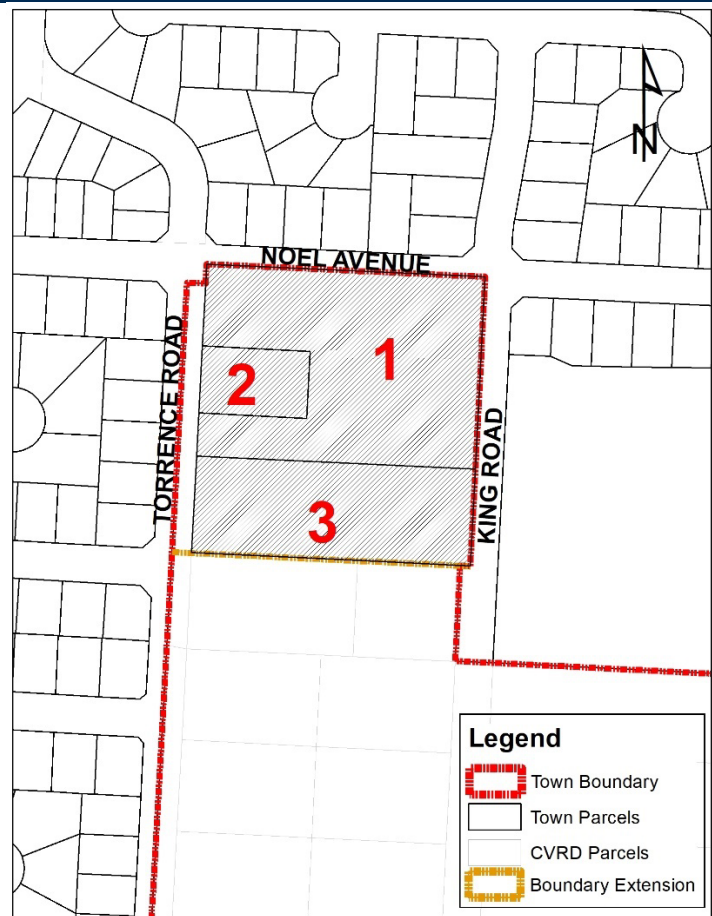 N
NOEL AVENUE
TORRENCE ROAD
1
2
KING ROAD
3
Legend
Town Boundary
Town Parcels
CVRD Parcels
Boundary Extension